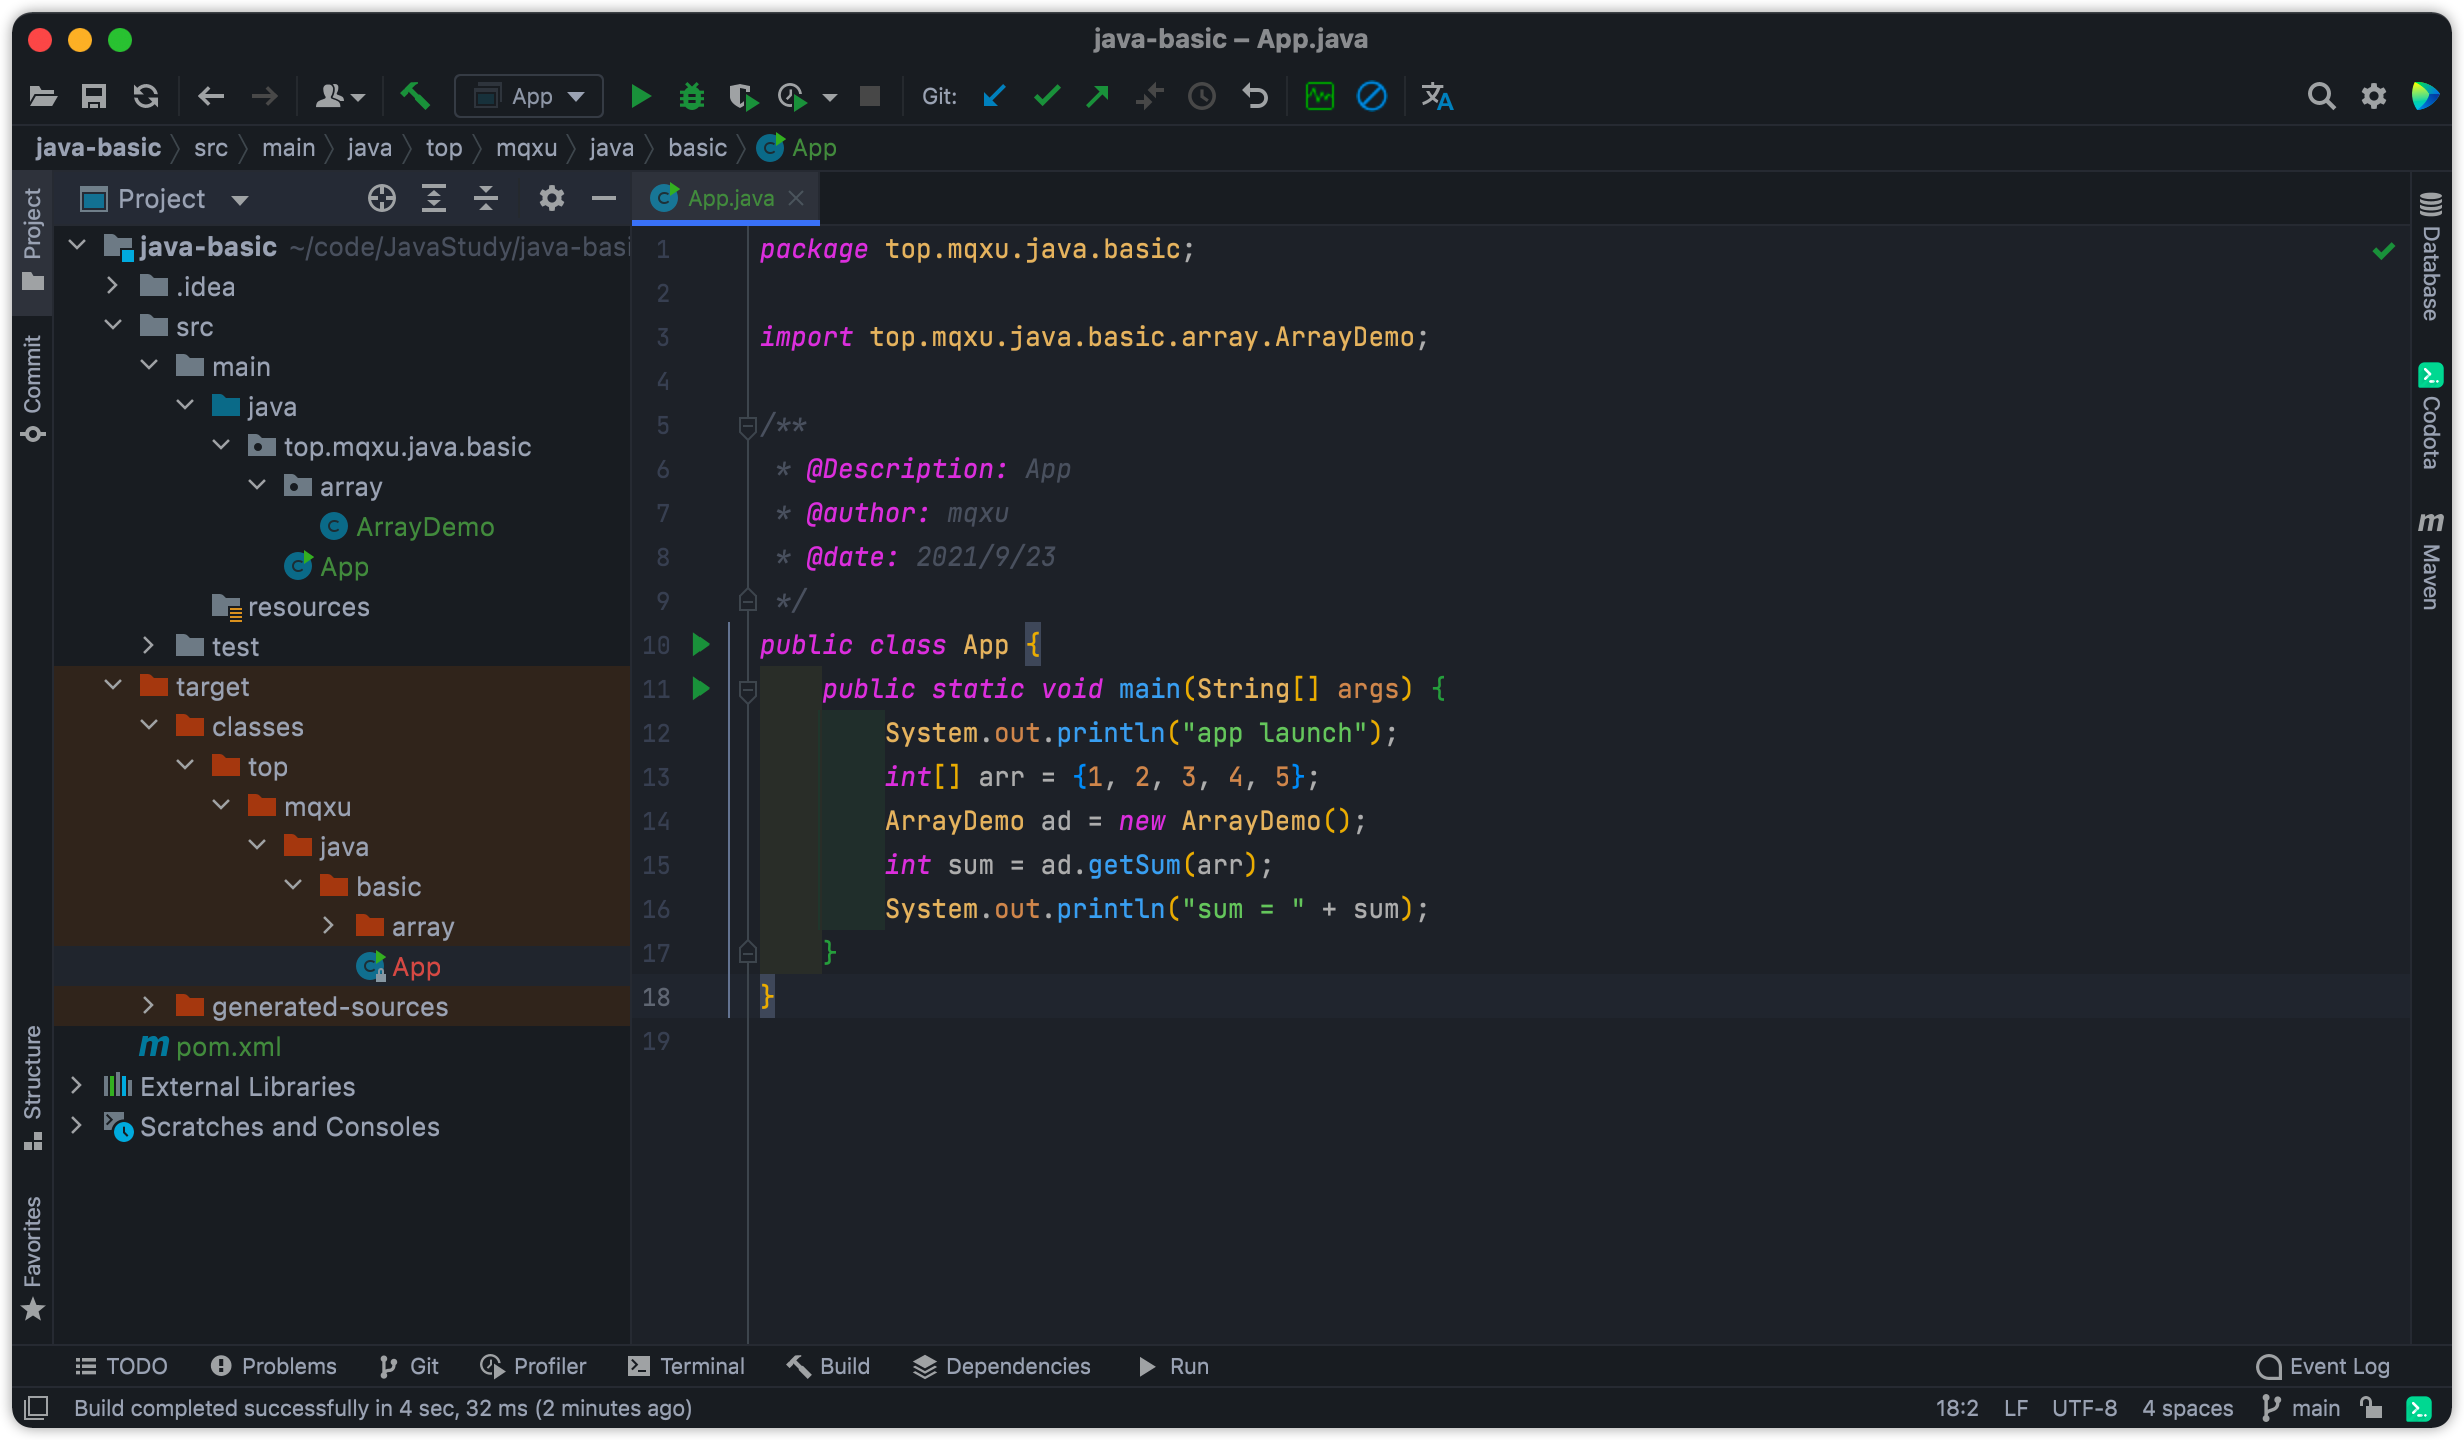 java-basic – App.java
App
Git:
java-basic src main java top mqxu java basic App
Project
App.java
Project
Commit
Structure
Favorites
java-basic ~/code/JavaStudy/java-basi
.idea
src
main
java
top.mqxu.java.basic
array
ArrayDemo
App
resources
test
target
classes
top
mqxu
java
basic
array
App
generated-sources
pom.xml
External Libraries
Scratches and Consoles
1 package top.mqxu.java.basic;
2
3 import top.mqxu.java.basic.array.ArrayDemo;
4
5 /**
6 * @Description: App
7 * @author: mqxu
8 * @date: 2021/9/23
9 */
10 public class App {
11 public static void main(String[] args) {
12 System.out.println("app launch");
13 int[] arr = {1, 2, 3, 4, 5};
14 ArrayDemo ad = new ArrayDemo();
15 int sum = ad.getSum(arr);
16 System.out.println("sum = " + sum);
17 }
18 }
19
Database
Codota
Maven
TODO Problems Git Profiler Terminal Build Dependencies Run Event Log
Build completed successfully in 4 sec, 32 ms (2 minutes ago) 18:2 LF UTF-8 4 spaces main